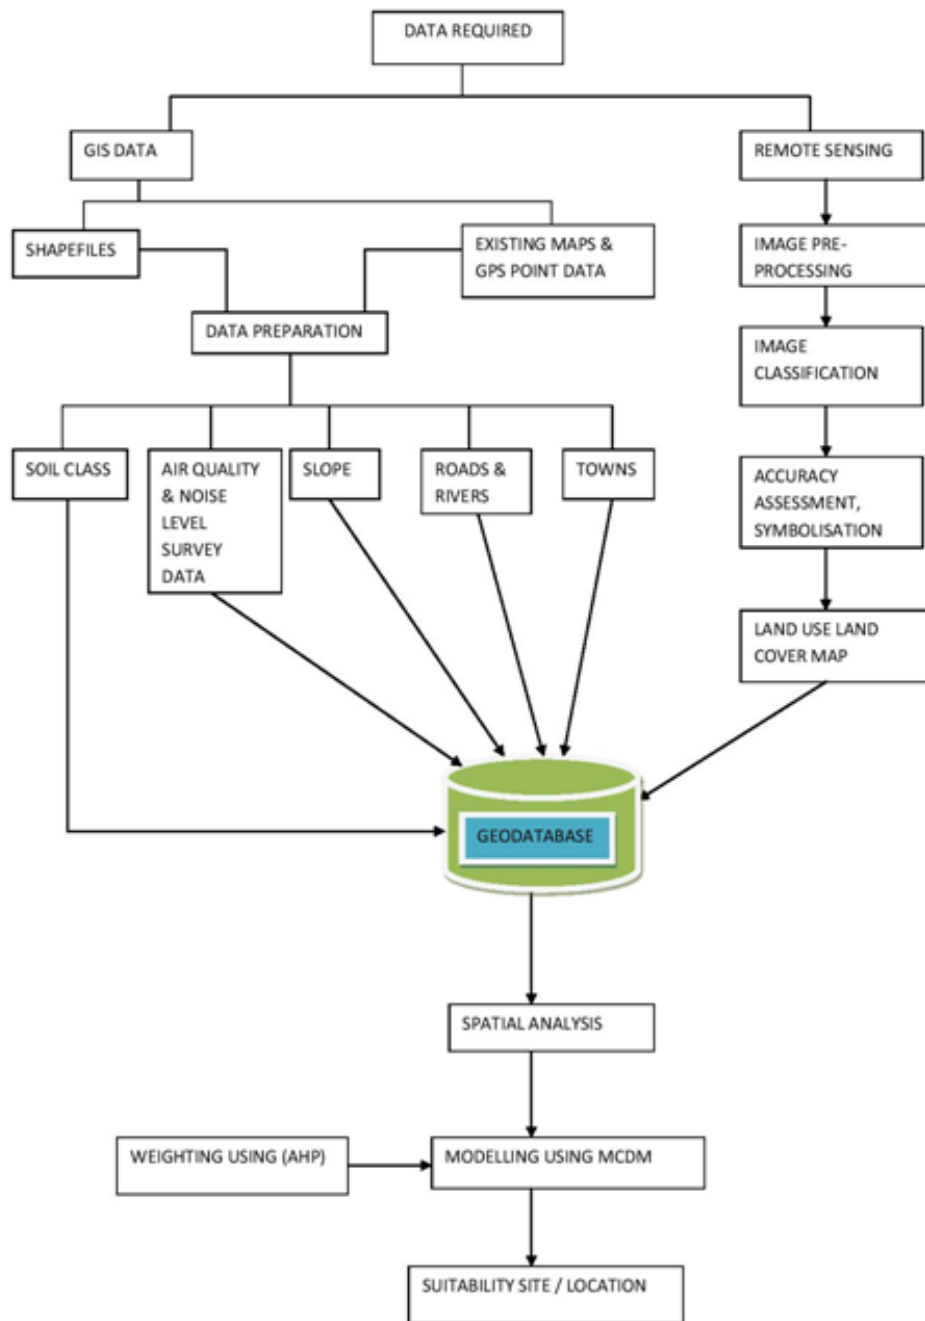 DATA REQUIRED
GIS DATA
REMOTE SENSING
SHAPEFILES
EXISTING MAPS &
GPS POINT DATA
IMAGE PRE-
PROCESSING
DATA PREPARATION
IMAGE
CLASSIFICATION
SOIL CLASS
AIR QUALITY
& NOISE
LEVEL
SURVEY
DATA
SLOPE
ROADS &
RIVERS
TOWNS
ACCURACY
ASSESSMENT,
SYMBOLISATION
LAND USE LAND
COVER MAP
GEODATABASE
SPATIAL ANALYSIS
WEIGHTING USING (AHP)
MODELLING USING MCDM
SUITABILITY SITE / LOCATION